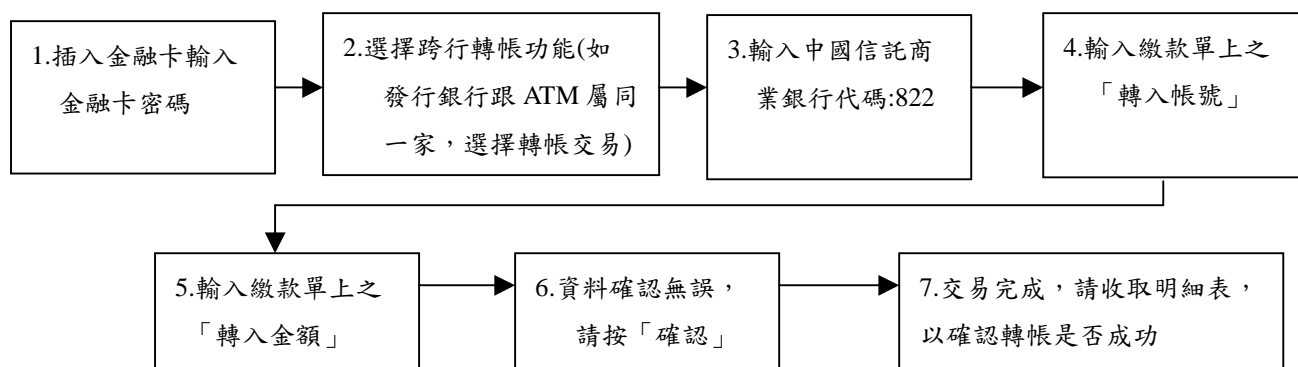 1.插入金融卡輸入
金融卡密碼
2.選擇跨行轉帳功能(如
發行銀行跟 ATM 屬同
一家，選擇轉帳交易)
3.輸入中國信託商
業銀行代碼:822
4.輸入繳款單上之
「轉入帳號」
5.輸入繳款單上之
「轉入金額」
6.資料確認無誤，
請按「確認」
7.交易完成，請收取明細表，
以確認轉帳是否成功